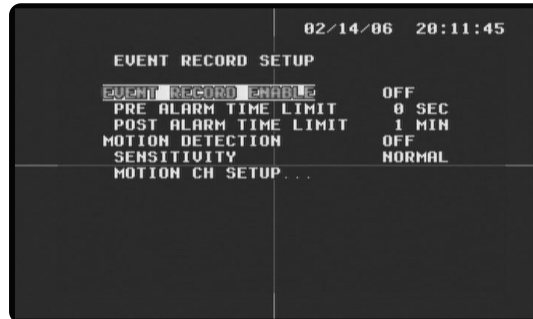 02/14/06 20:11:45
EVENT RECORD SETUP
EVENT RECORD ENABLE OFF
PRE ALARM TIME LIMIT 0 SEC
POST ALARM TIME LIMIT 1 MIN
MOTION DETECTION OFF
SENSITIVITY NORMAL
MOTION CH SETUP...